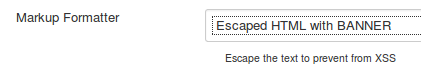 Markup Formatter
Escaped HTML with BANNER
Escape the text to prevent from XSS